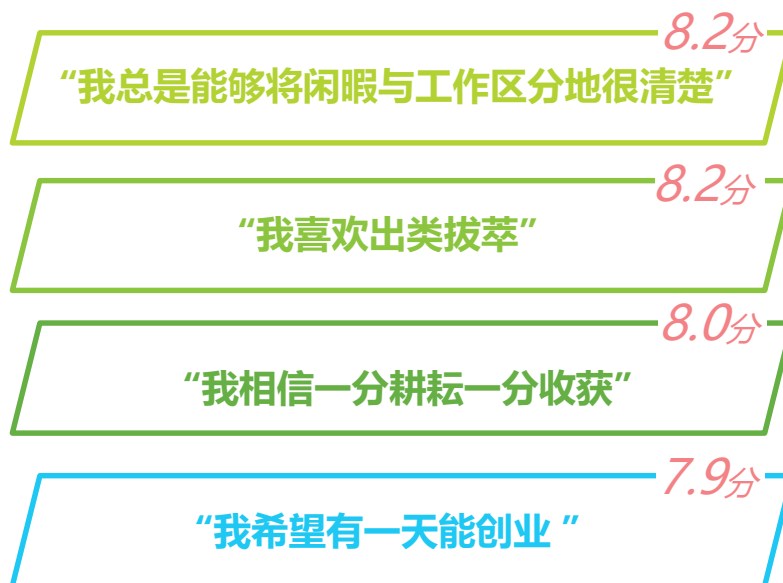 8.2分
“我总是能够将闲暇与工作区分地很清楚”
8.2分
“我喜欢出类拔萃”
8.0分
“我相信一分耕耘一分收获”
7.9分
“我希望有一天能创业 ”